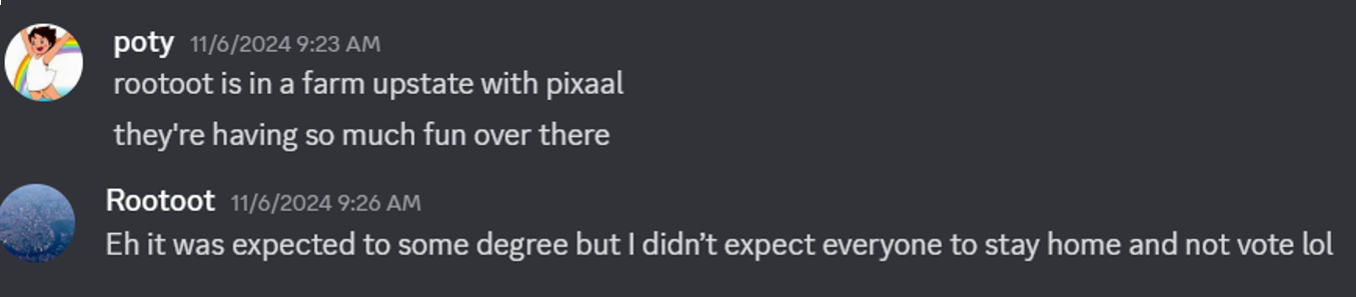 poty 11/6/2024 9:23 AM
rootoot is in a farm upstate with pixaal
they're having so much fun over there
Rootoot 11/6/2024 9:26 AM
Eh it was expected to some degree but I didn’t expect everyone to stay home and not vote lol